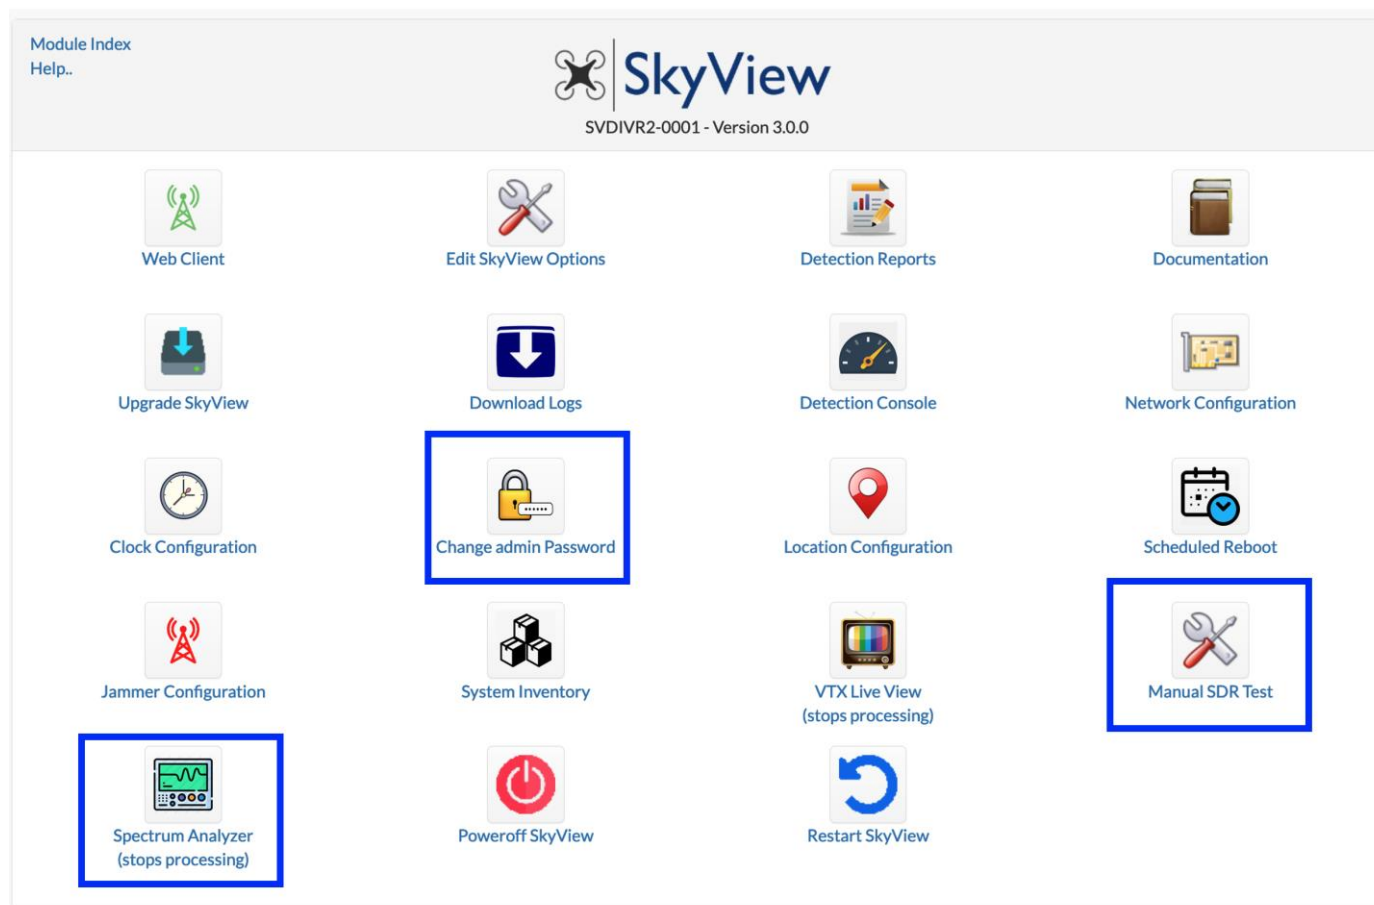 Module Index
Help..
SkyView
SVDIVR2-0001 - Version 3.0.0
Web Client
Edit SkyView Options
Detection Reports
Documentation
Upgrade SkyView
Download Logs
Detection Console
Network Configuration
Clock Configuration
Change admin Password
Location Configuration
Scheduled Reboot
Jammer Configuration
System Inventory
VTX Live View
(stops processing)
Manual SDR Test
Spectrum Analyzer
(stops processing)
Poweroff SkyView
Restart SkyView